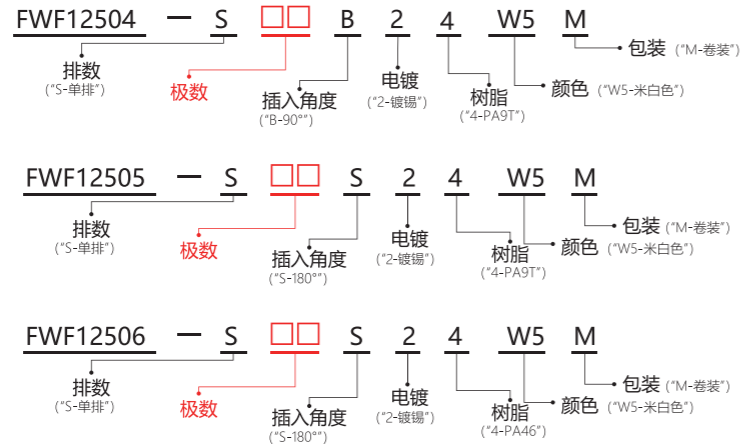 FWF12504 — S □□ B 2 4 W5 M
包装 ("M-卷装")
排数 电镀
("S-单排") 极数 插入角度 ("2-镀锡") 树脂 颜色 ("W5-米白色")
("B-90°") ("4-PA9T")
FWF12505 — S □□ S 2 4 W5 M
排数 电镀 包装 ("M-卷装")
("S-单排") 极数 插入角度 ("2-镀锡") 树脂 颜色 ("W5-米白色")
("S-180°") ("4-PA9T")
FWF12506 — S □□ S 2 4 W5 M
排数 电镀 包装 ("M-卷装")
("S-单排") 极数 插入角度 ("2-镀锡") 树脂 颜色 ("W5-米白色")
("S-180°") ("4-PA46")